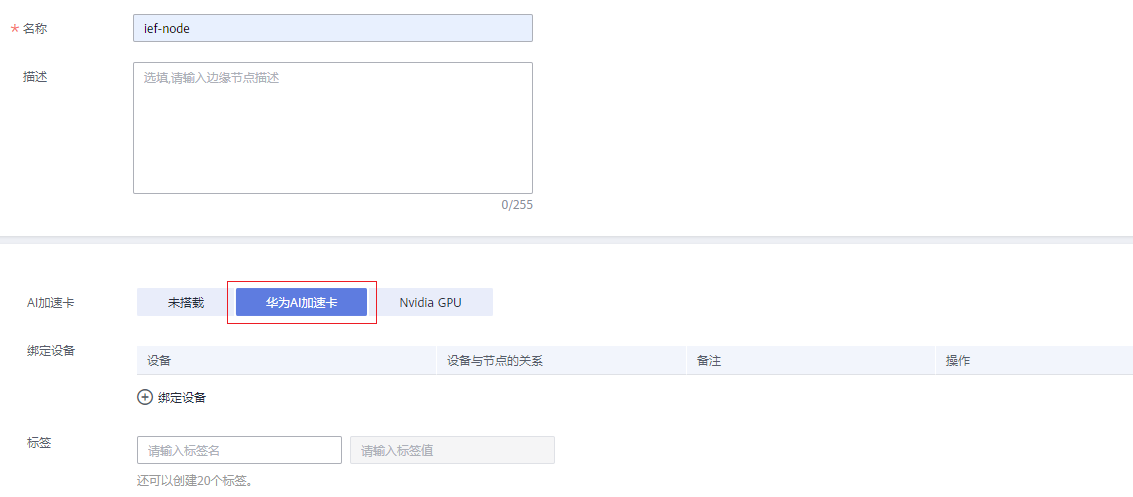 * 名称 ief-node
描述 选填,请输入边缘节点描述
0/255
AI加速卡 未搭载 华为AI加速卡 Nvidia GPU
绑定设备
设备 设备与节点的关系 备注 操作
绑定设备
标签 请输入标签名 请输入标签值
还可以创建20个标签。